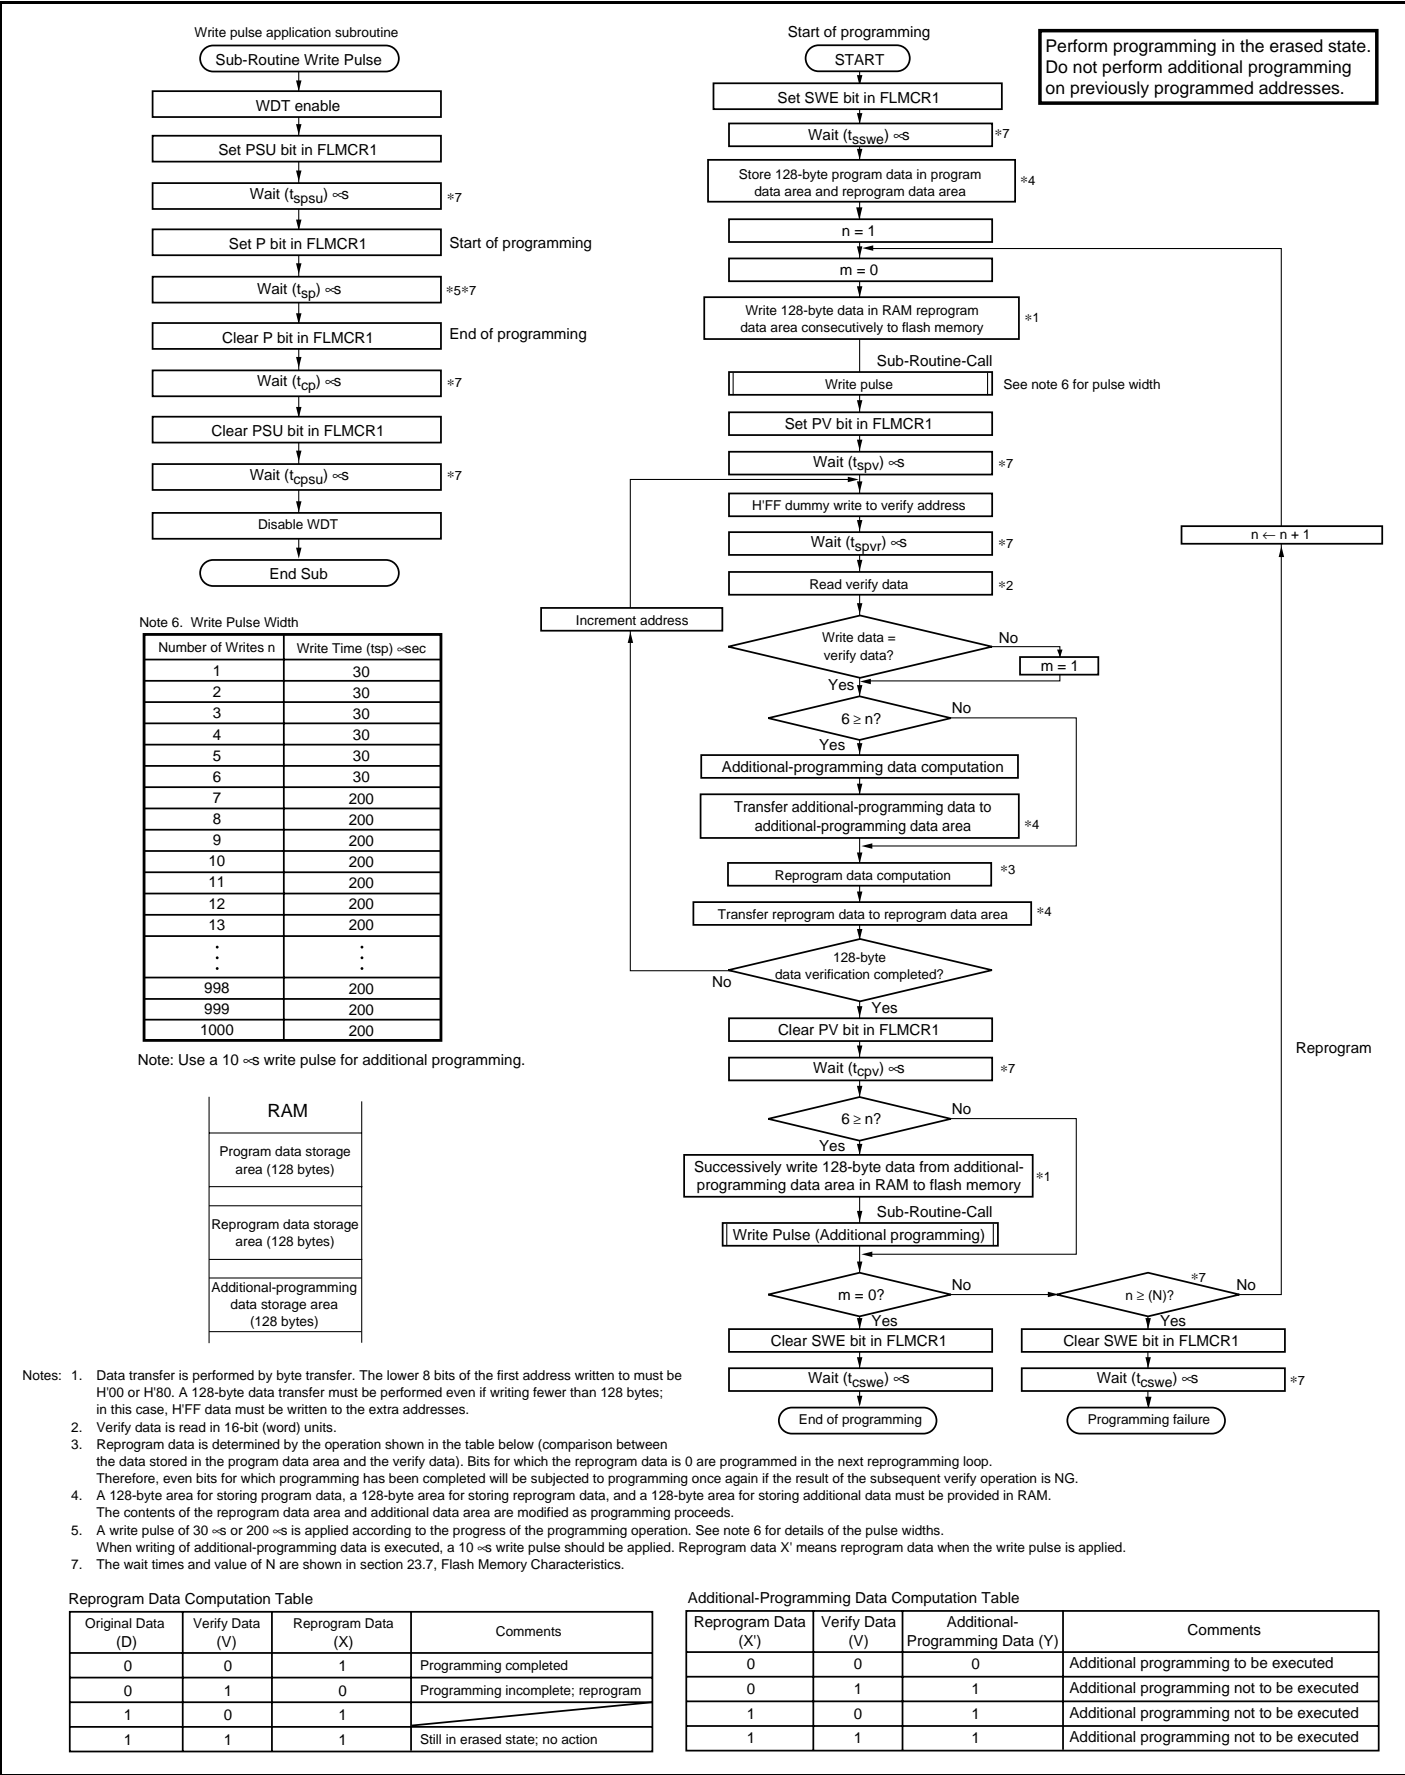 Write pulse application subroutine
Sub-Routine Write Pulse
WDT enable
Set PSU bit in FLMCR1
Wait (tspsu) ∝s
*7
Set P bit in FLMCR1
Start of programming
Wait (tsp) ∝s
*5*7
Clear P bit in FLMCR1
End of programming
Wait (tcp) ∝s
*7
Clear PSU bit in FLMCR1
Wait (tcpsu) ∝s
*7
Disable WDT
End Sub
Note 6. Write Pulse Width
Number of Writes n Write Time (tsp) ∝sec
1 30
2 30
3 30
4 30
5 30
6 30
7 200
8 200
9 200
10 200
11 200
12 200
13 200
998 200
999 200
1000 200
Note: Use a 10 ∝s write pulse for additional programming.
RAM
Program data storage
area (128 bytes)
Reprogram data storage
area (128 bytes)
Additional-programming
data storage area
(128 bytes)
Start of programming
START
Perform programming in the erased state.
Do not perform additional programming
on previously programmed addresses.
Set SWE bit in FLMCR1
Wait (tsswe) ∝s
*7
Store 128-byte program data in program
data area and reprogram data area
*4
n = 1
m = 0
Write 128-byte data in RAM reprogram
data area consecutively to flash memory
*1
Sub-Routine-Call
Write pulse
See note 6 for pulse width
Set PV bit in FLMCR1
Wait (tspv) ∝s
*7
H'FF dummy write to verify address
Wait (tspvr) ∝s
*7
Read verify data
*2
Increment address
n ← n + 1
Write data =
verify data?
No
m = 1
Yes
6 ≥ n?
No
Yes
Additional-programming data computation
Transfer additional-programming data to
additional-programming data area
*4
Reprogram data computation
*3
Transfer reprogram data to reprogram data area
*4
128-byte
data verification completed?
No
Yes
Clear PV bit in FLMCR1
Reprogram
Wait (tcpv) ∝s
*7
6 ≥ n?
No
Yes
Successively write 128-byte data from additional-
programming data area in RAM to flash memory
*1
Sub-Routine-Call
Write Pulse (Additional programming)
m = 0?
No
*7
n ≥ (N)?
No
Yes
Yes
Clear SWE bit in FLMCR1
Clear SWE bit in FLMCR1
Wait (tcswe) ∝s
Wait (tcswe) ∝s
*7
End of programming
Programming failure
Notes: 1. Data transfer is performed by byte transfer. The lower 8 bits of the first address written to must be
H'00 or H'80. A 128-byte data transfer must be performed even if writing fewer than 128 bytes;
in this case, H'FF data must be written to the extra addresses.
2. Verify data is read in 16-bit (word) units.
3. Reprogram data is determined by the operation shown in the table below (comparison between
the data stored in the program data area and the verify data). Bits for which the reprogram data is 0 are programmed in the next reprogramming loop.
Therefore, even bits for which programming has been completed will be subjected to programming once again if the result of the subsequent verify operation is NG.
4. A 128-byte area for storing program data, a 128-byte area for storing reprogram data, and a 128-byte area for storing additional data must be provided in RAM.
The contents of the reprogram data area and additional data area are modified as programming proceeds.
5. A write pulse of 30 ∝s or 200 ∝s is applied according to the progress of the programming operation. See note 6 for details of the pulse widths.
When writing of additional-programming data is executed, a 10 ∝s write pulse should be applied. Reprogram data X' means reprogram data when the write pulse is applied.
7. The wait times and value of N are shown in section 23.7, Flash Memory Characteristics.
Reprogram Data Computation Table
Original Data Verify Data Reprogram Data Comments
(D) (V) (X)
0 0 1 Programming completed
0 1 0 Programming incomplete; reprogram
1 0 1
1 1 1 Still in erased state; no action
Additional-Programming Data Computation Table
Reprogram Data Verify Data Additional- Comments
(X') (V) Programming Data (Y)
0 0 0 Additional programming to be executed
0 1 1 Additional programming not to be executed
1 0 1 Additional programming not to be executed
1 1 1 Additional programming not to be executed